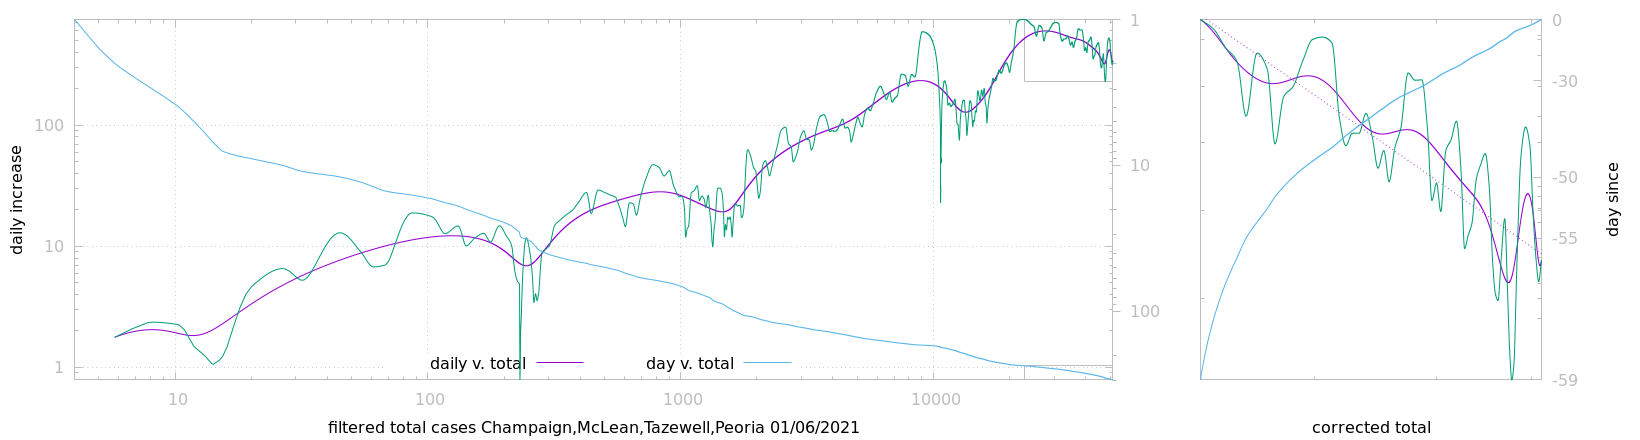 daily increase
100
10
1
10
100
1000
10000
1
10
100
daily v. total
day v. total
filtered total cases Champaign,McLean,Tazewell,Peoria 01/06/2021
0
-30
-50
-55
-59
day since
corrected total